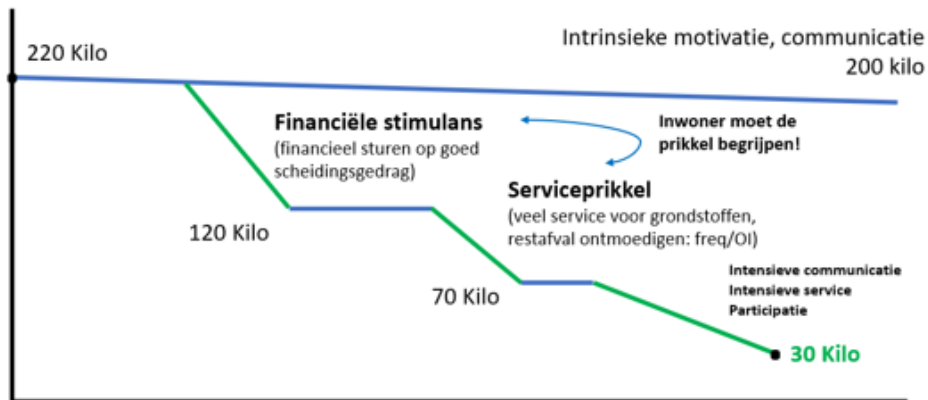 220 Kilo
Intrinsieke motivatie, communicatie
200 kilo
Financiële stimulans
(financieel sturen op goed
scheidingsgedrag)
Inwoner moet de
prikkel begrijpen!
Serviceprikkel
(veel service voor grondstoffen,
restafval ontmoedigen: freq/OI)
120 Kilo
70 Kilo
Intensieve communicatie
Intensieve service
Participatie
30 Kilo